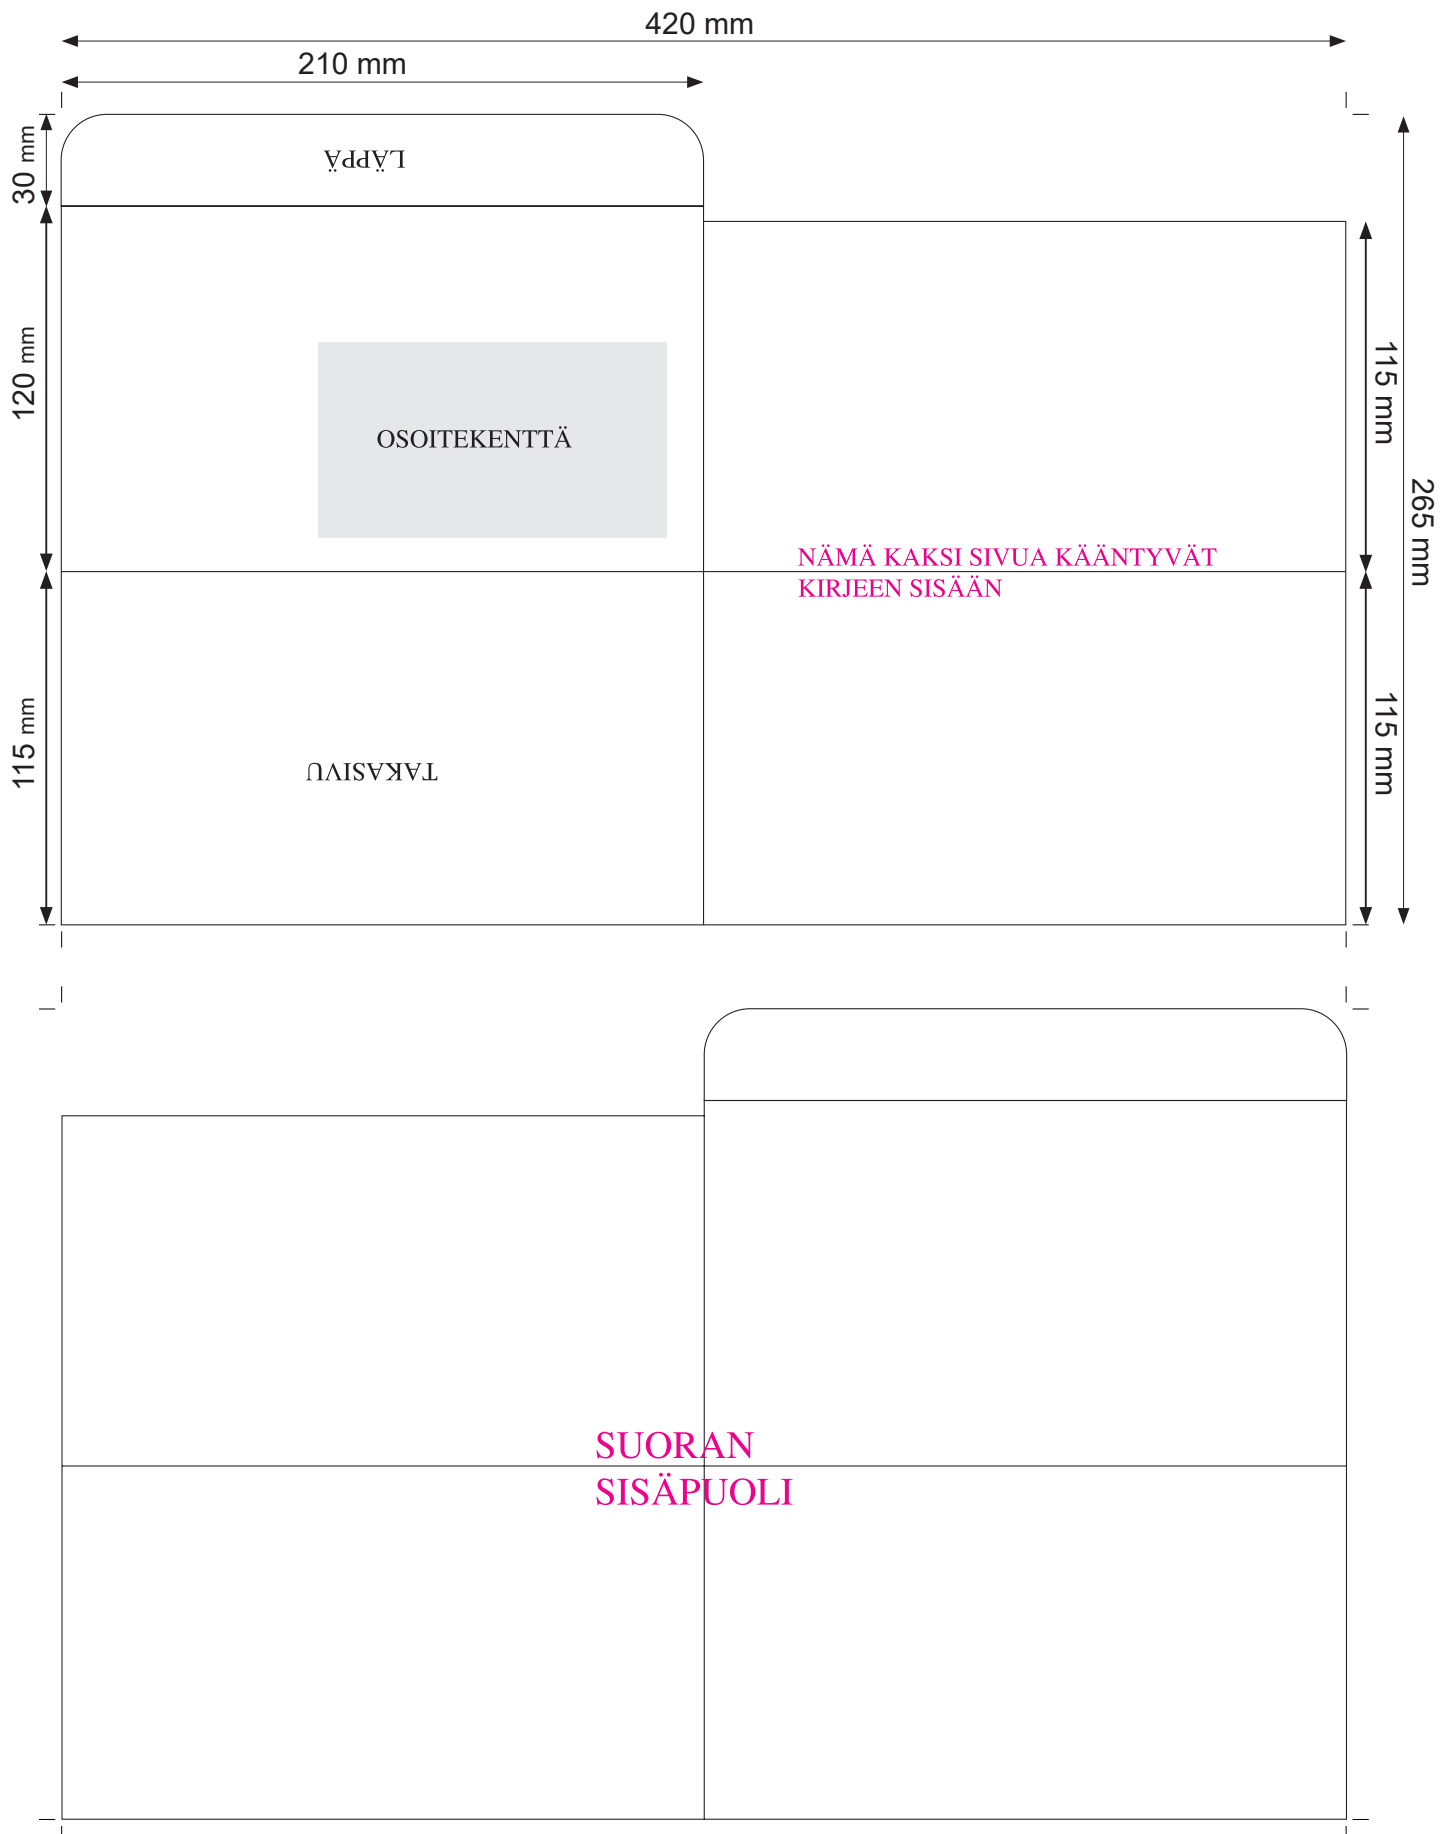 420 mm
210 mm
30 mm
LÄPPÄ
120 mm
115 mm
OSOITEKENTTÄ
265 mm
NÄMÄ KAKSI SIVUA KÄÄNTYVÄT
KIRJEEN SISÄÄN
115 mm
115 mm
TAKASIVU
SUORAN
SISÄPUOLI